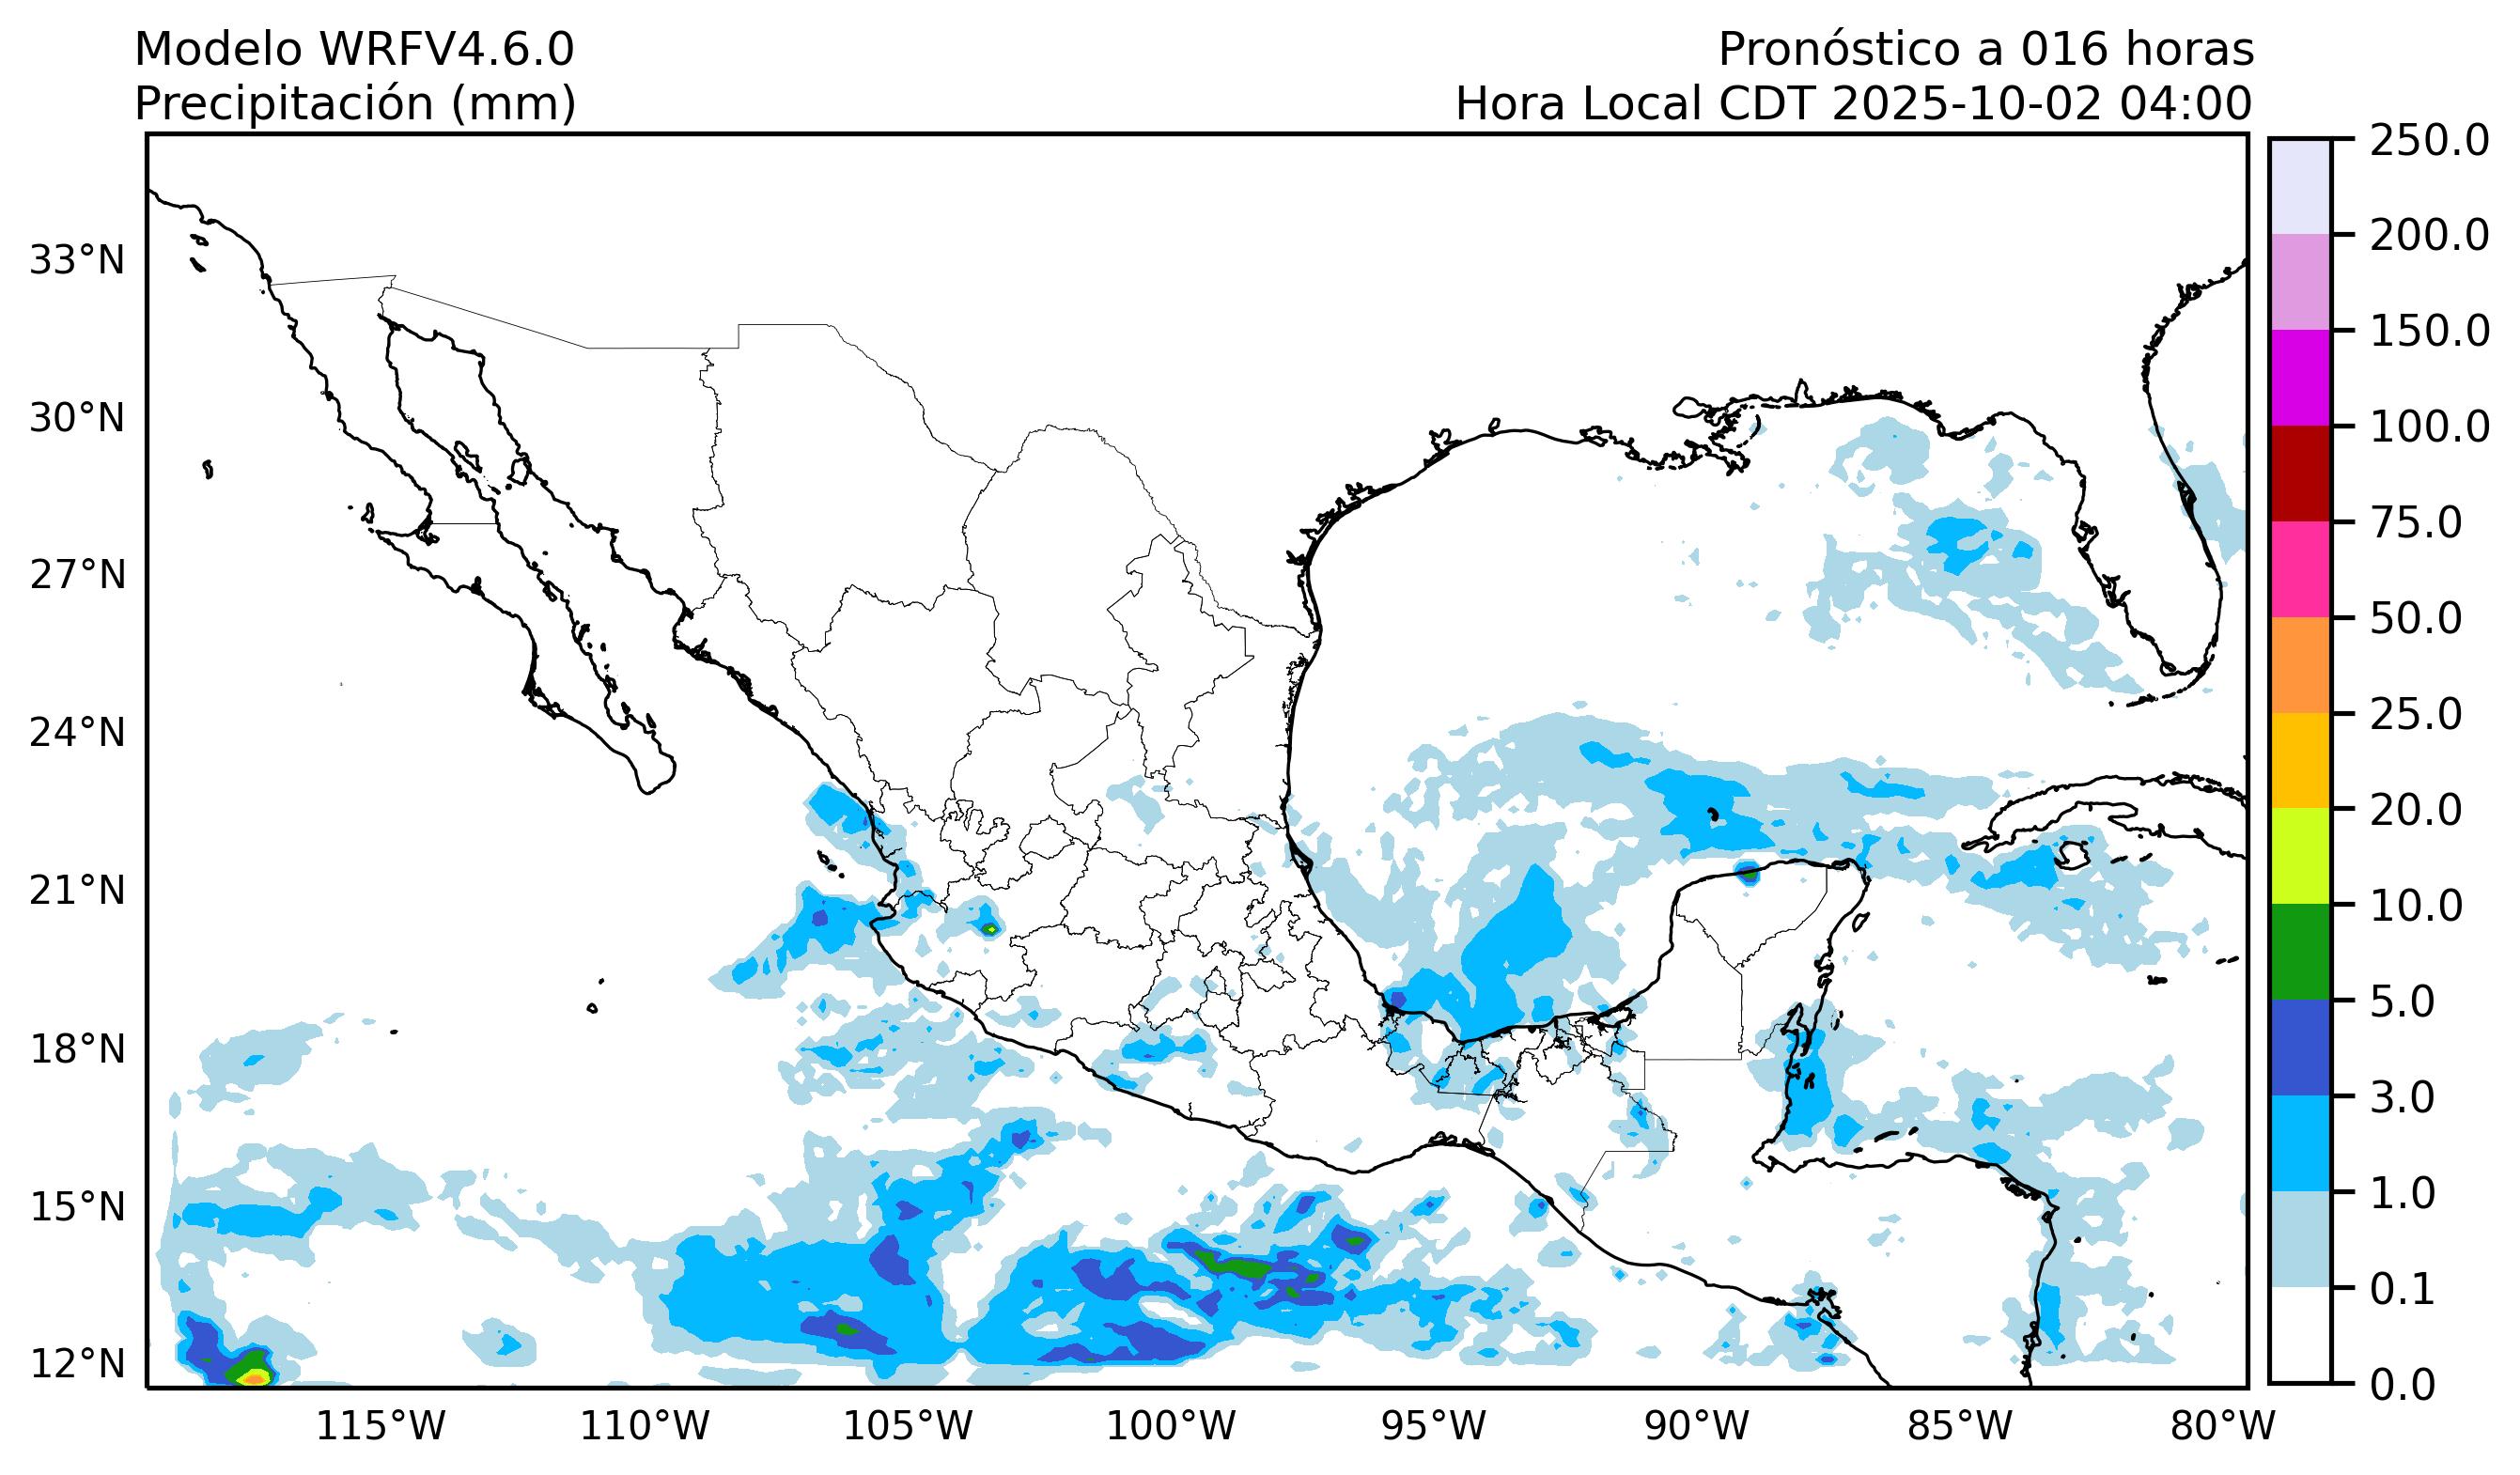 Modelo WRFV4.6.0
Precipitación (mm)
Pronóstico a 016 horas
Hora Local CDT 2025-10-02 04:00
33°N
30°N
27°N
24°N
21°N
18°N
15°N
12°N
115°W
110°W
105°W
100°W
95°W
90°W
85°W
80°W
250.0
200.0
150.0
100.0
75.0
50.0
25.0
20.0
10.0
5.0
3.0
1.0
0.1
0.0